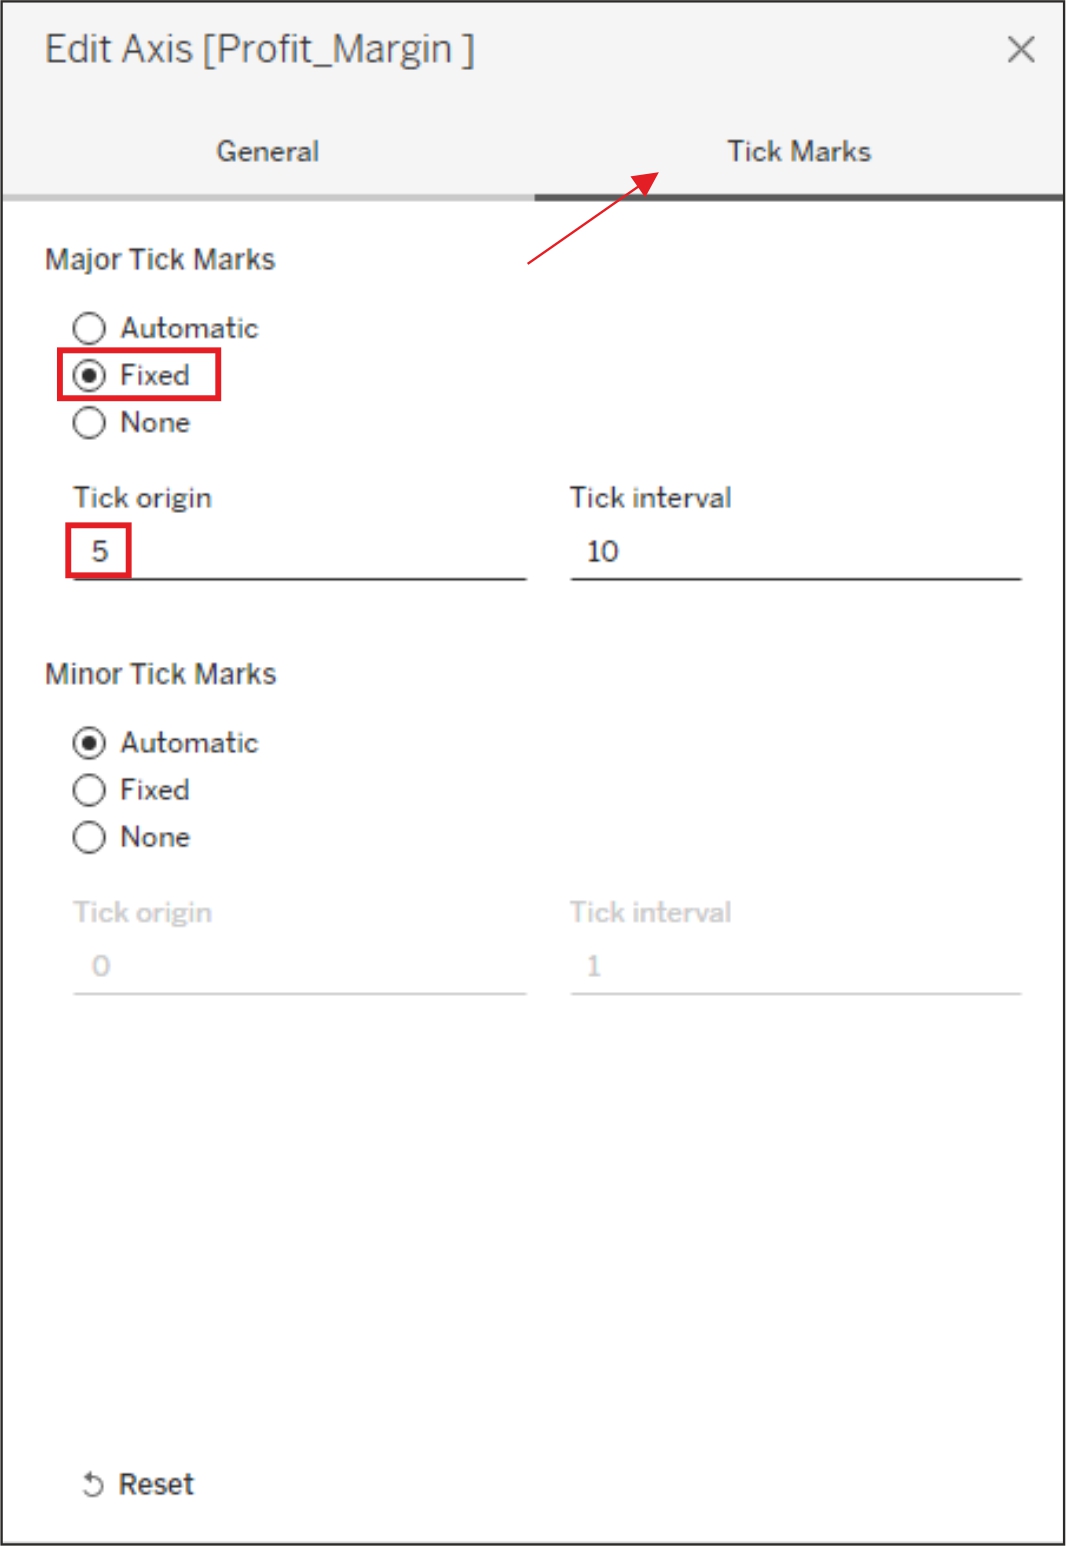 Edit Axis [Profit_Margin ]
General Tick Marks
Major Tick Marks
Automatic
Fixed
None
Tick origin Tick interval
5 10
Minor Tick Marks
Automatic
Fixed
None
Tick origin Tick interval
0 1
Reset